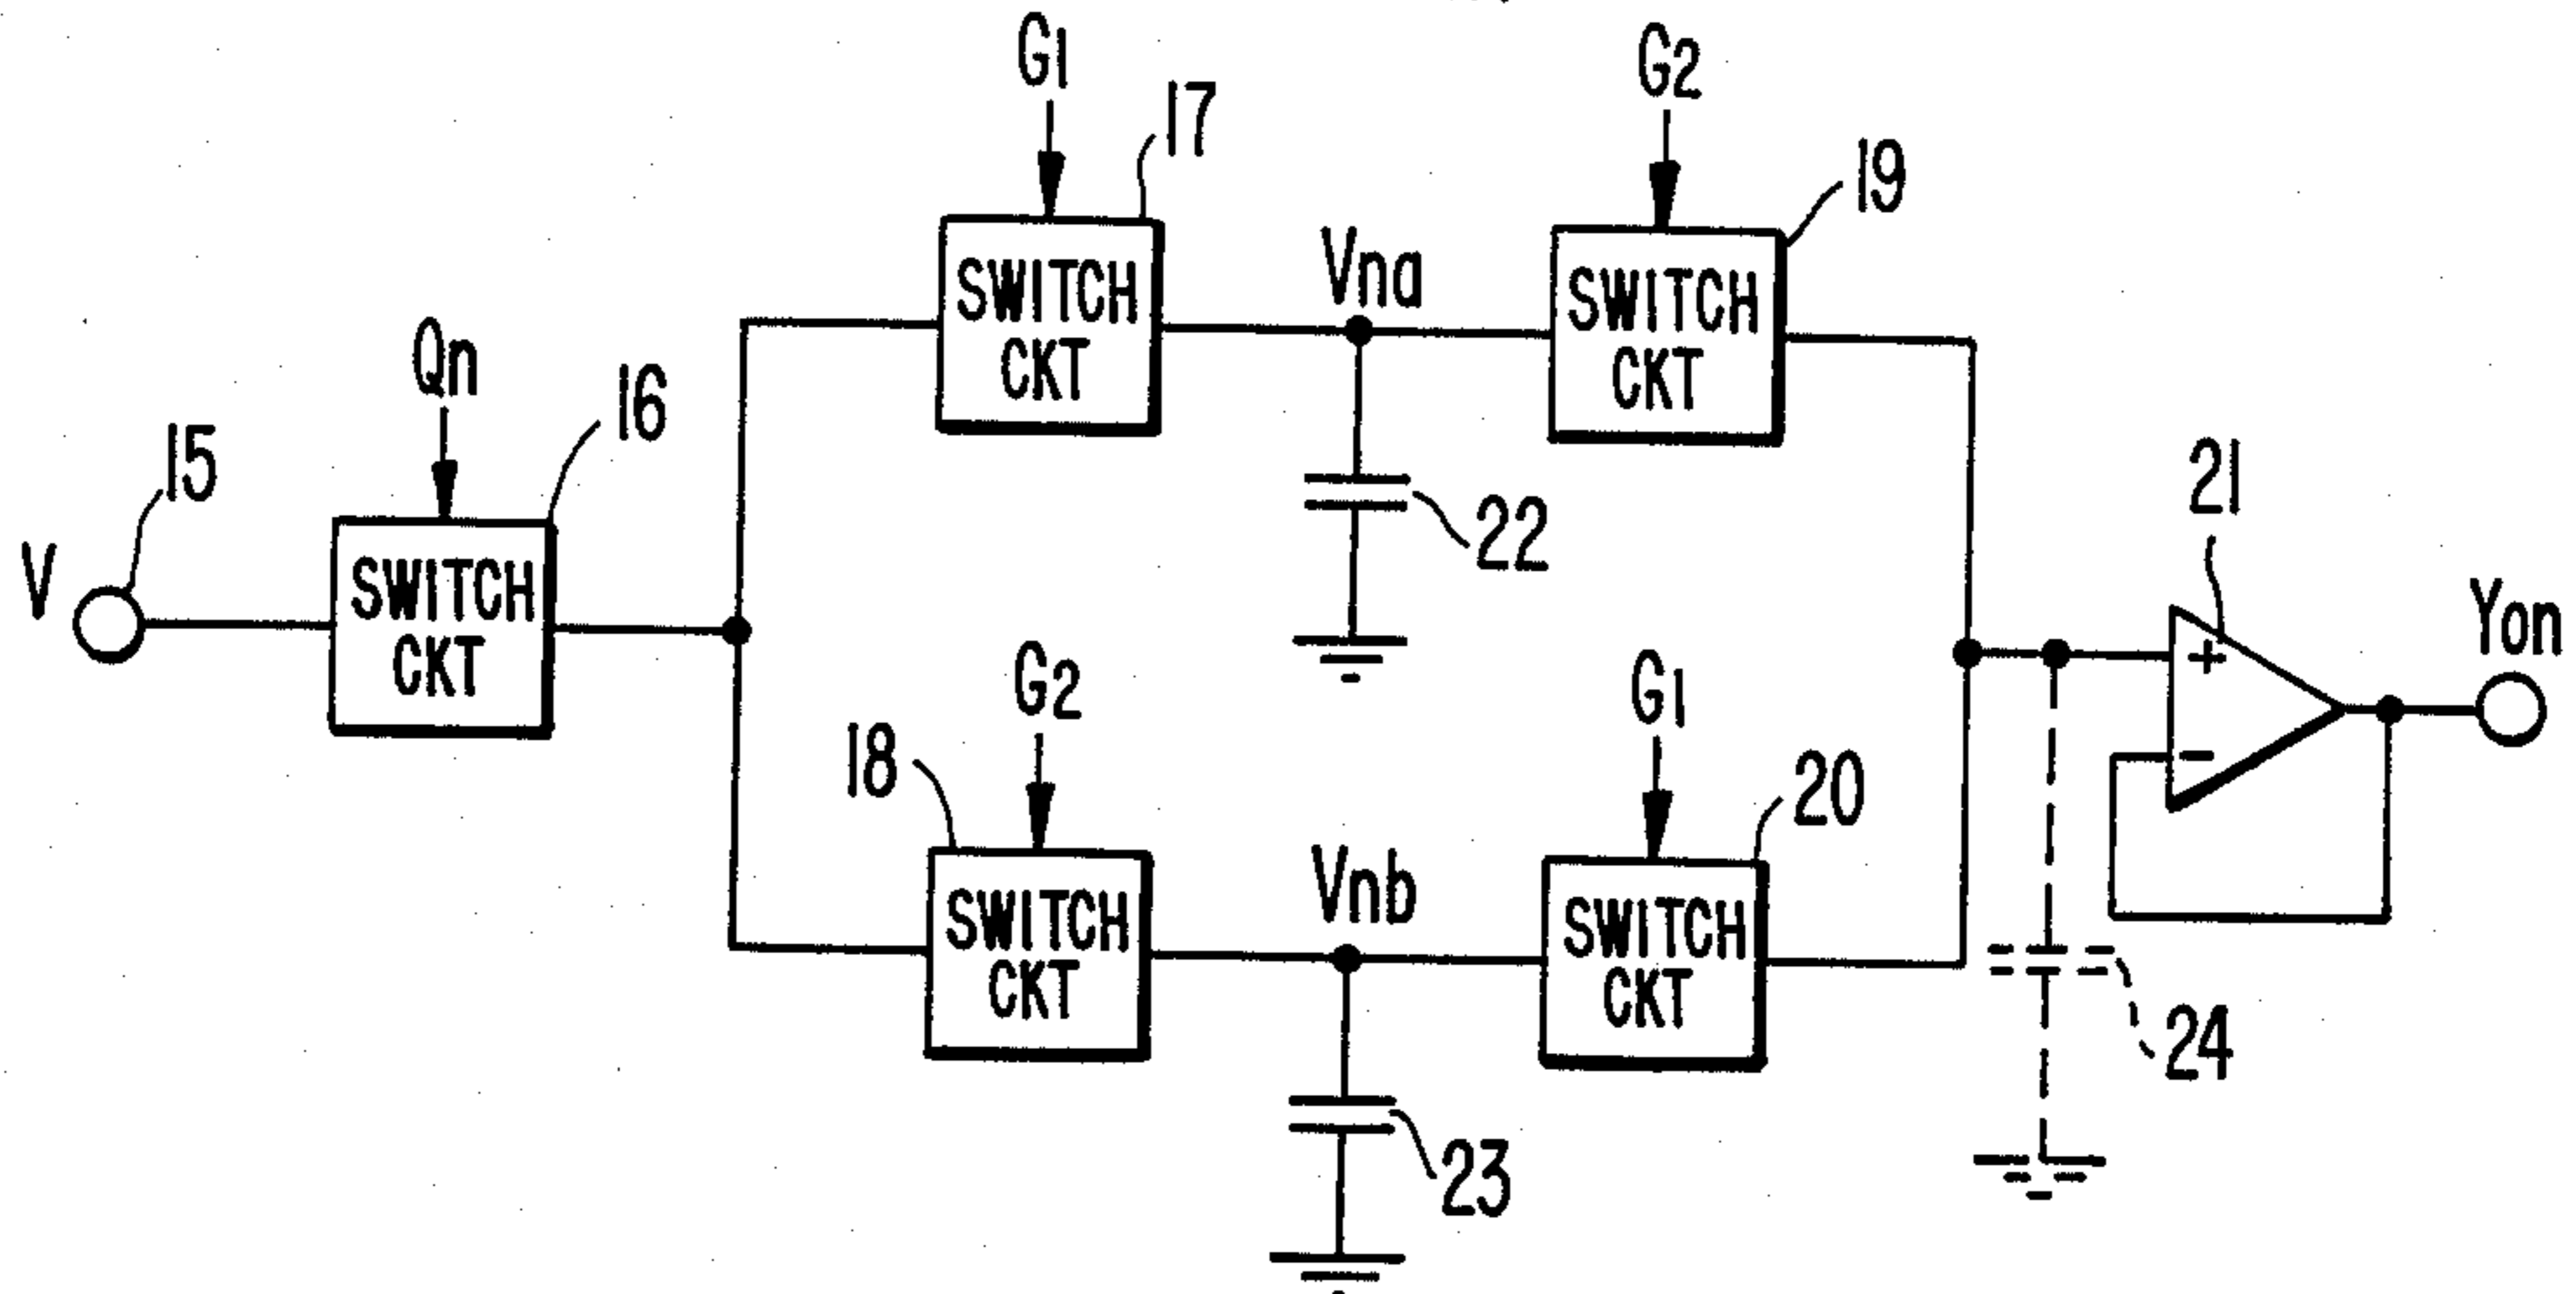 G1
17
G2
19
Vna
SWITCH
CKT
SWITCH
CKT
Qn
16
15
V
SWITCH
CKT
22
21
Yon
+
-
G2
18
G1
20
Vnb
SWITCH
CKT
SWITCH
CKT
24
23